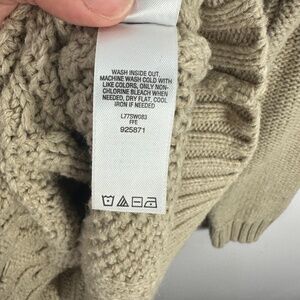 WASH INSIDE OUT,
MACHINE WASH COLD WITH
LIKE COLORS, ONLY NON-
CHLORINE BLEACH WHEN
NEEDED, DRY FLAT, COOL
IRON IF NEEDED
L77SW083
FPE
925871